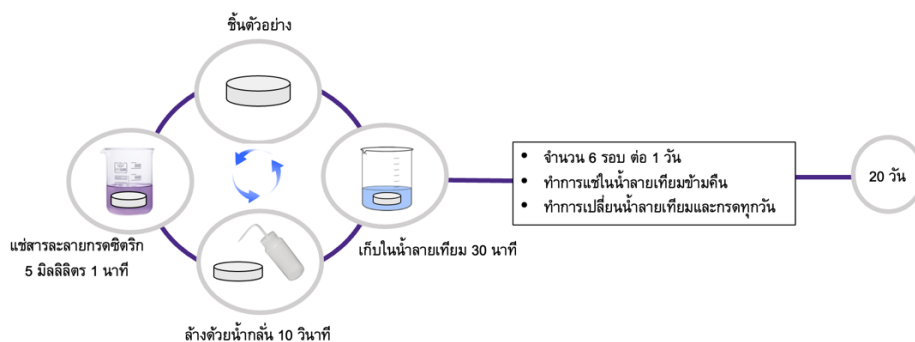 ชิ้นตัวอย่าง
แช่สารละลายกรดซิตริก
5 มิลลิลิตร 1 นาที
ล้างด้วยน้ำกลั่น 10 วินาที
เก็บในน้ำลายเทียม 30 นาที
• จำนวน 6 รอบ ต่อ 1 วัน
• ทำการแช่ในน้ำลายเทียมข้ามคืน
• ทำการเปลี่ยนน้ำลายเทียมและกรดทุกวัน
20 วัน